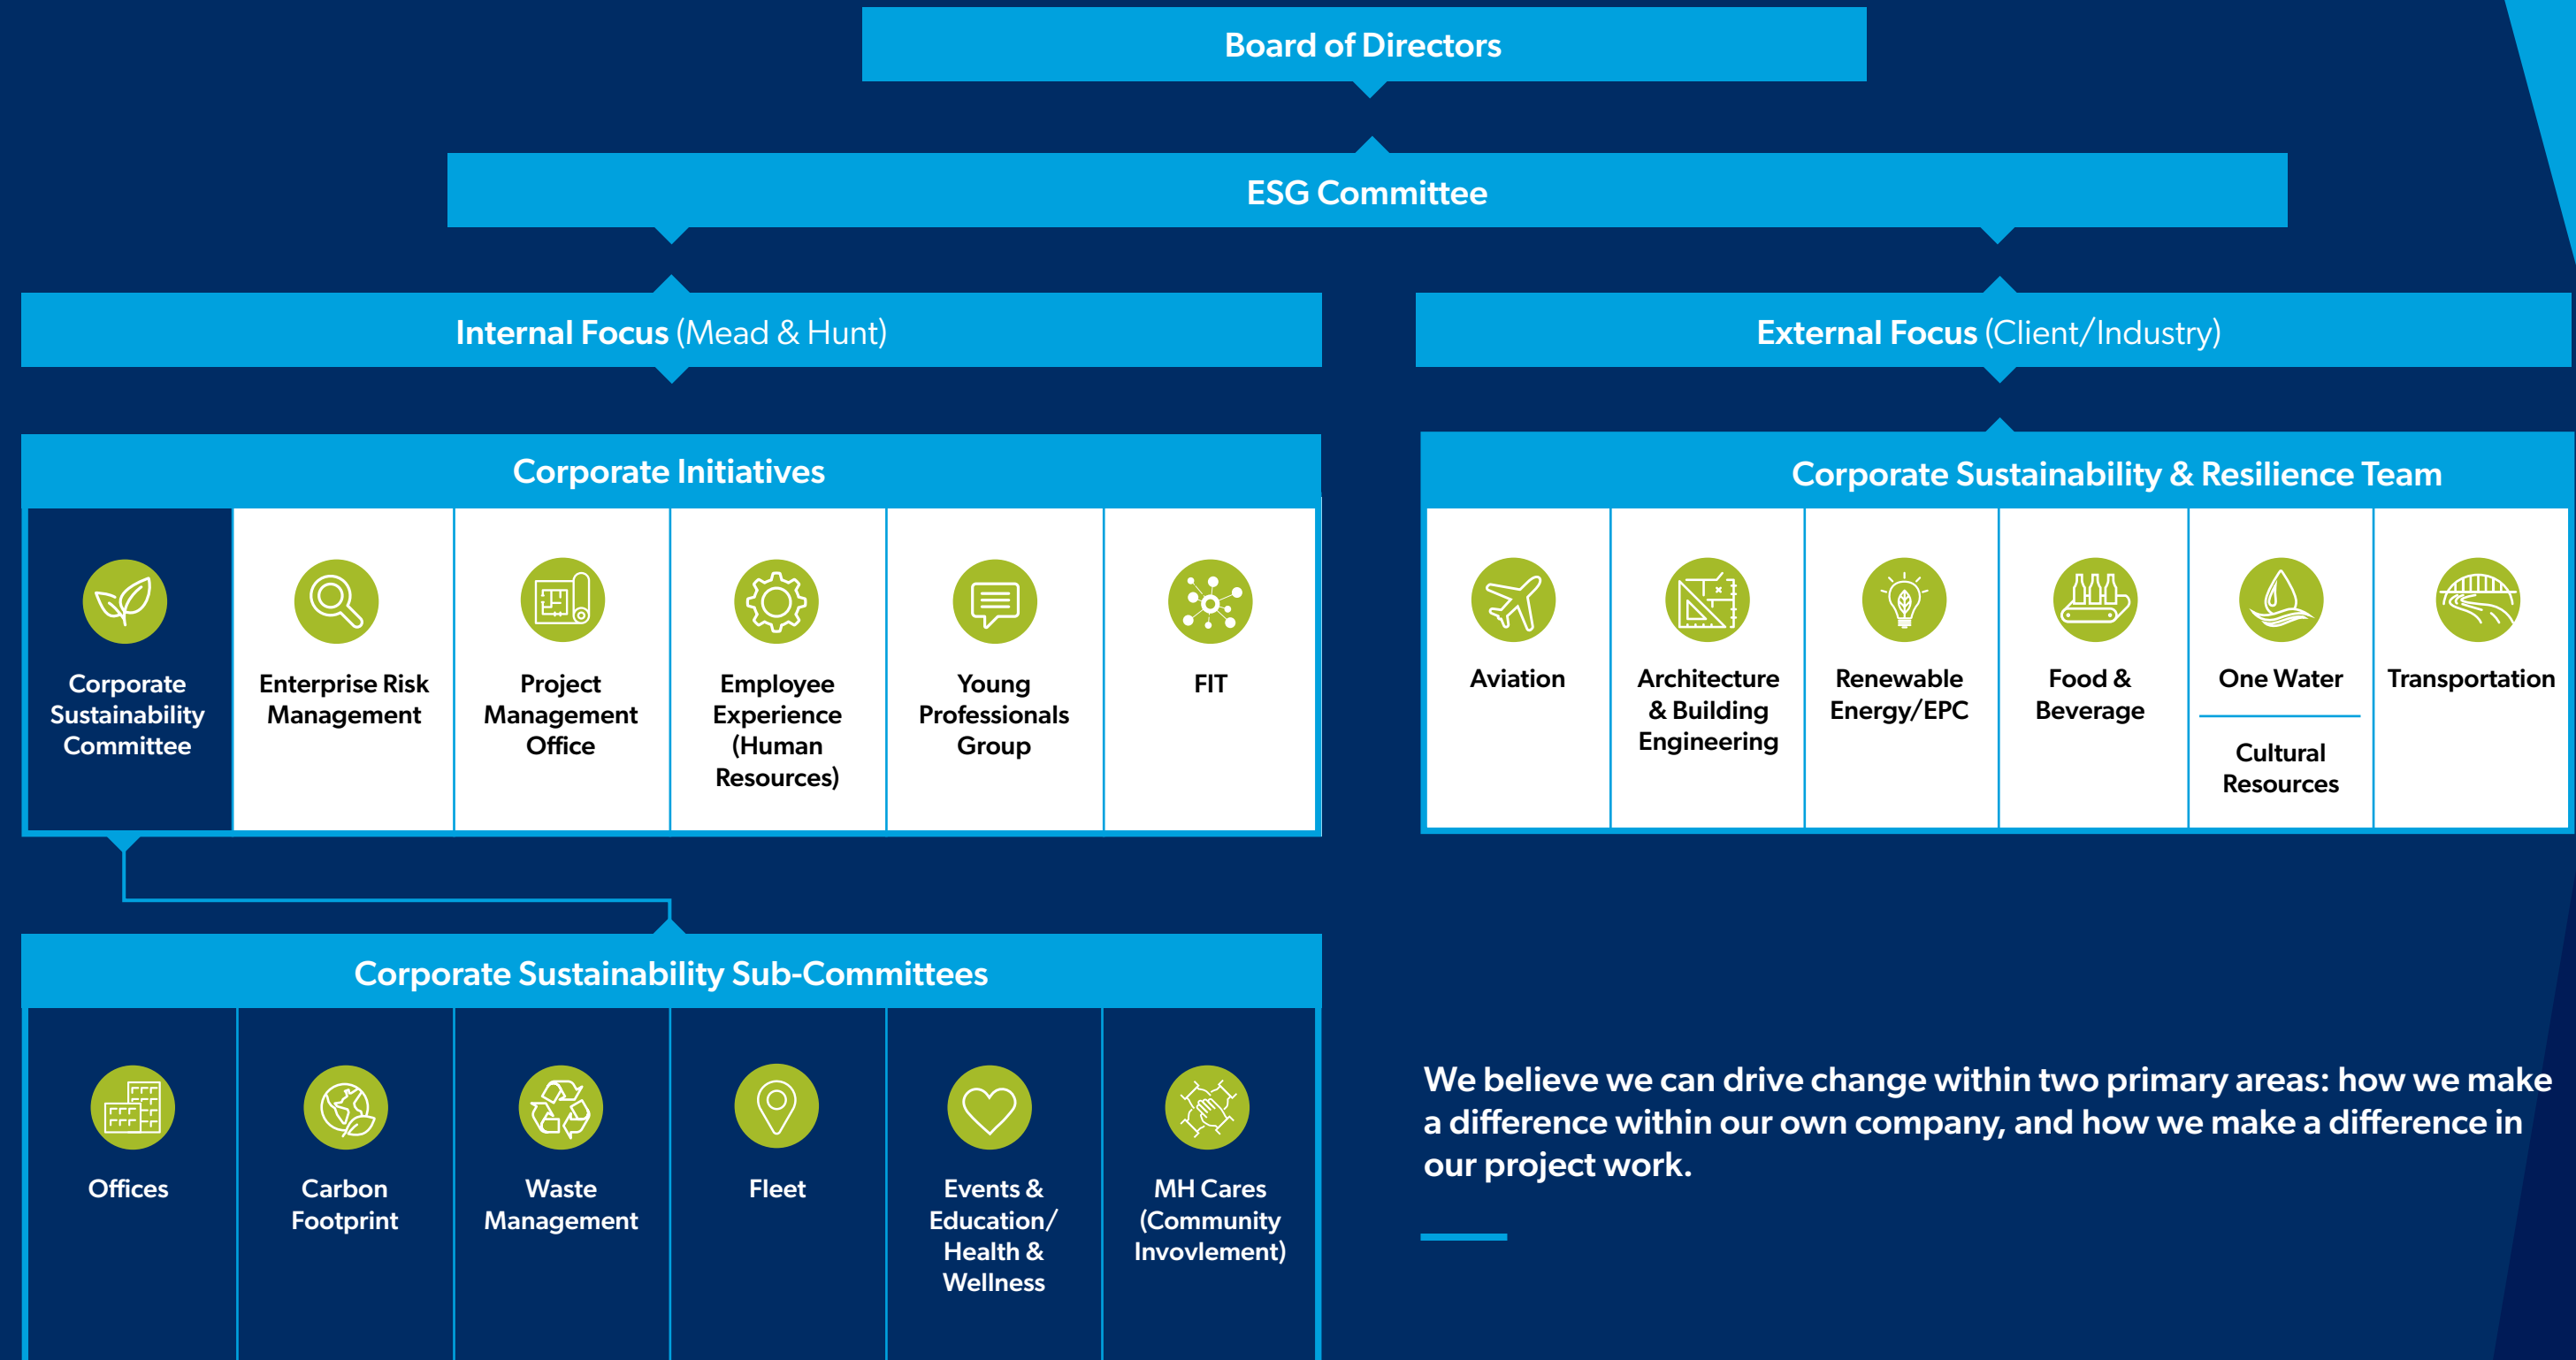 Board of Directors
ESG Committee
Internal Focus (Mead & Hunt)
External Focus (Client/Industry)
Corporate Initiatives
Corporate
Sustainability
Committee
Enterprise Risk
Management
Project
Management
Office
Employee
Experience
(Human
Resources)
Young
Professionals
Group
FIT
Corporate Sustainability & Resilience Team
Aviation
Architecture
& Building
Engineering
Renewable
Energy/EPC
Food &
Beverage
One Water
Cultural
Resources
Transportation
Corporate Sustainability Sub-Committees
Offices
Carbon
Footprint
Waste
Management
Fleet
Events &
Education/
Health &
Wellness
MH Cares
(Community
Invovlement)
We believe we can drive change within two primary areas: how we make
a difference within our own company, and how we make a difference in
our project work.